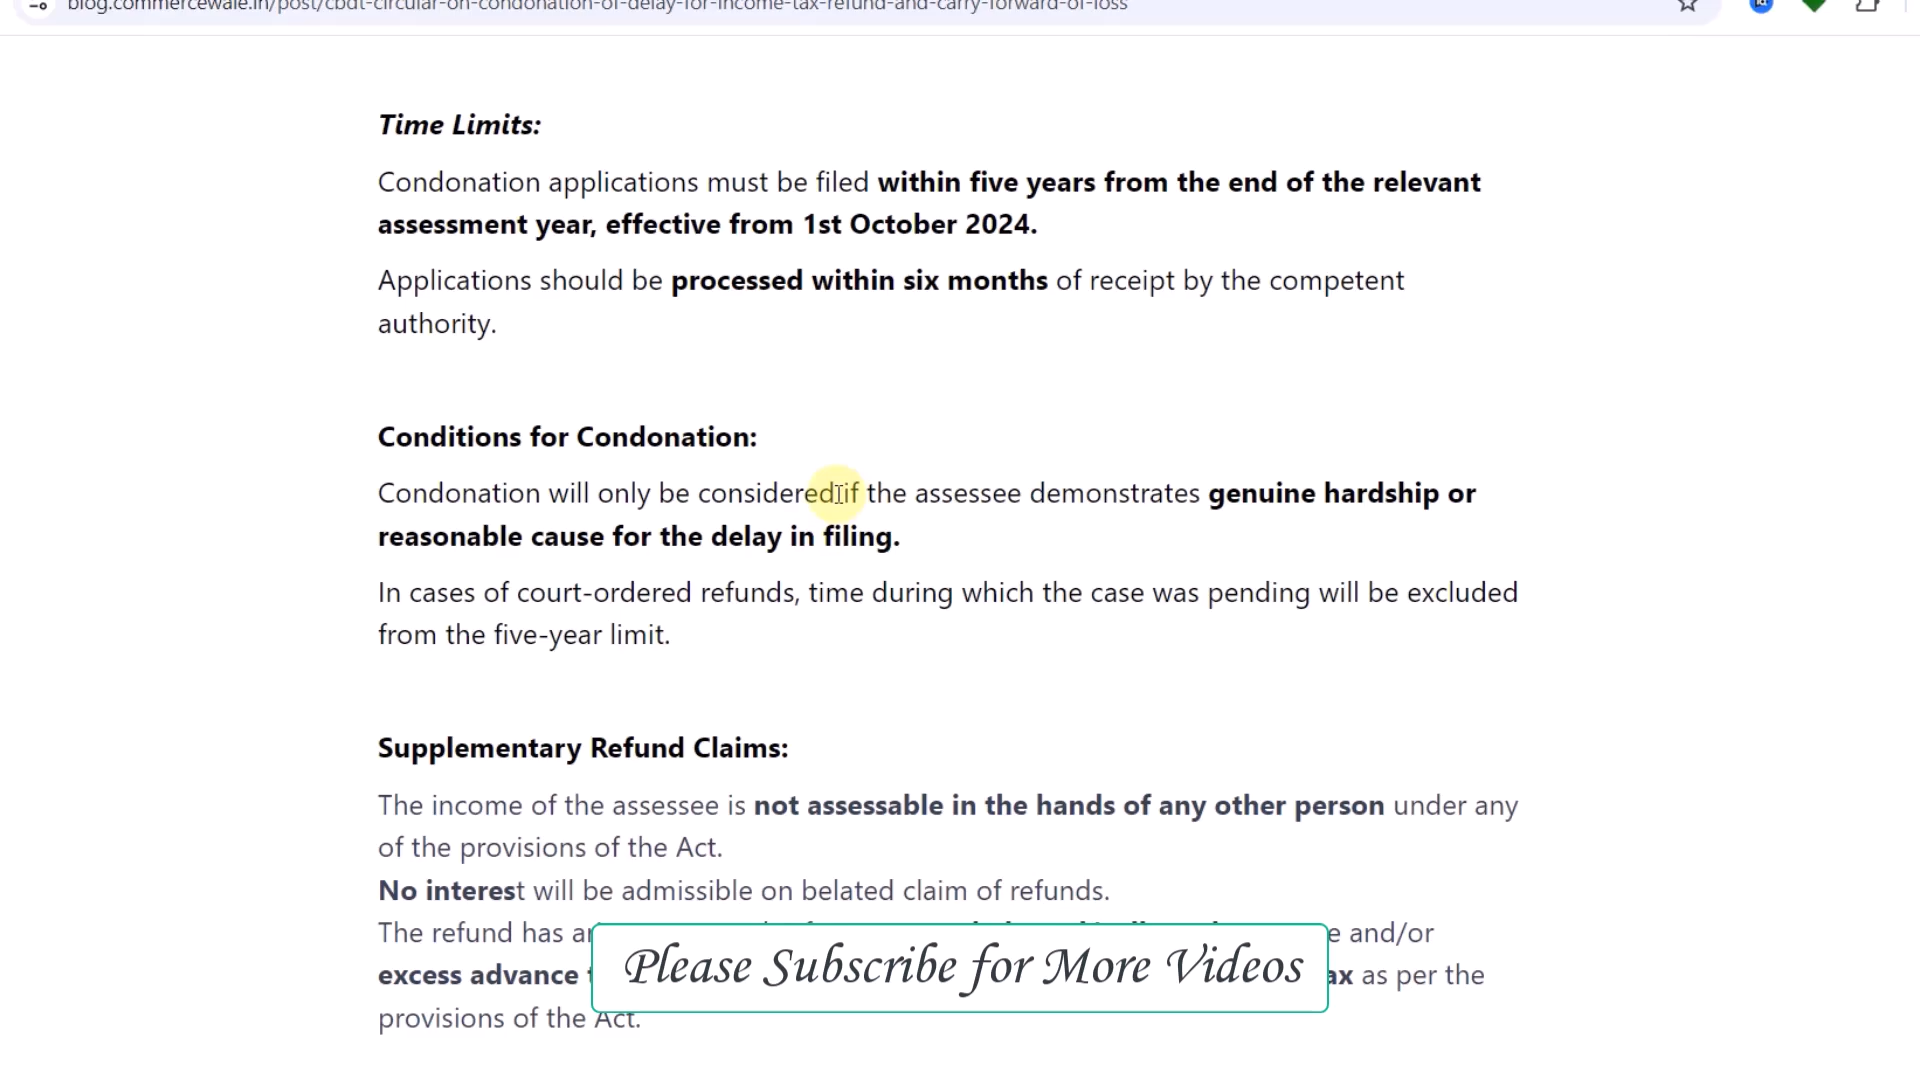 blog.commercewale.in/post/cbdt-circular-on-condonation-of-delay-for-income-tax-refund-and-carry-forward-of-loss
Time Limits:
Condonation applications must be filed within five years from the end of the relevant
assessment year, effective from 1st October 2024.
Applications should be processed within six months of receipt by the competent
authority.
Conditions for Condonation:
Condonation will only be considered if the assessee demonstrates genuine hardship or
reasonable cause for the delay in filing.
In cases of court-ordered refunds, time during which the case was pending will be excluded
from the five-year limit.
Supplementary Refund Claims:
The income of the assessee is not assessable in the hands of any other person under any
of the provisions of the Act.
No interest will be admissible on belated claim of refunds.
The refund has and/or
excess advance as per the
provisions of the Act.
Please Subscribe for More Videos